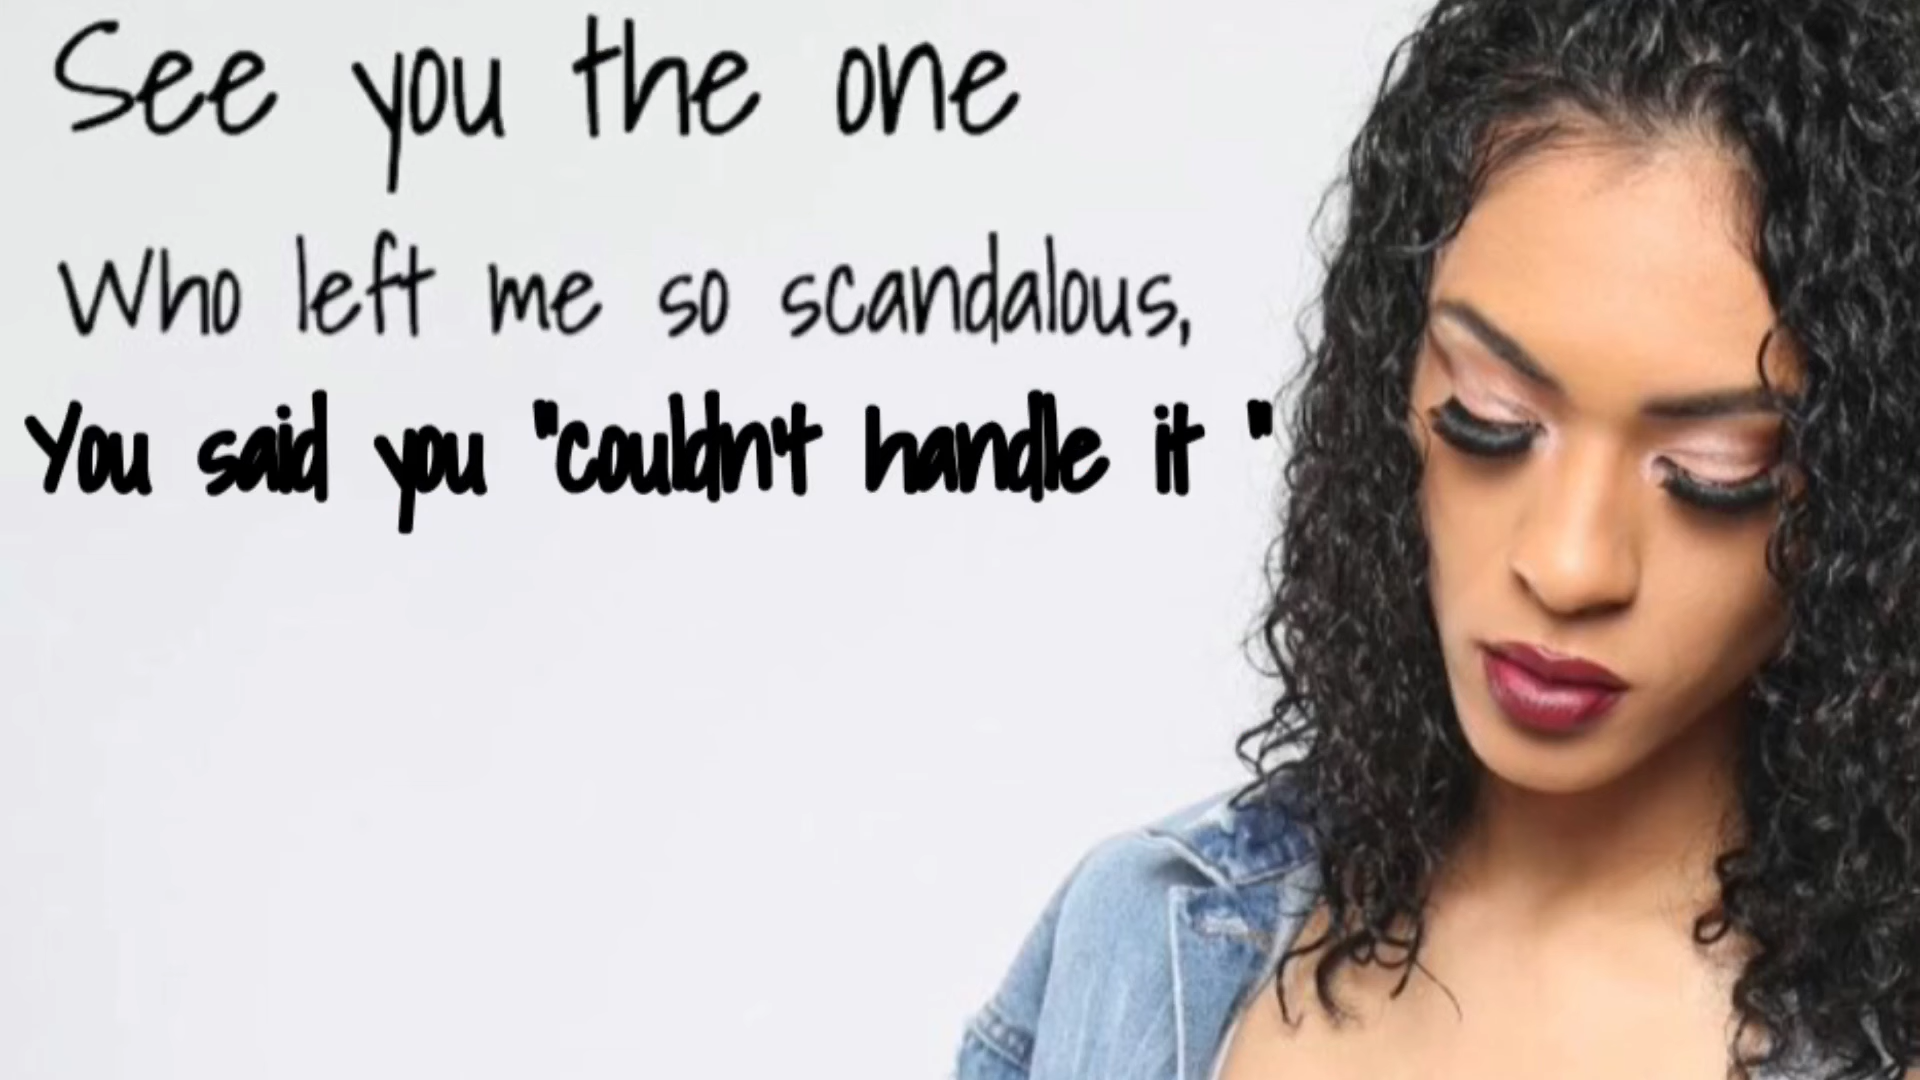 See you the one
Who left me so scandalous,
You said you "couldn't handle it "